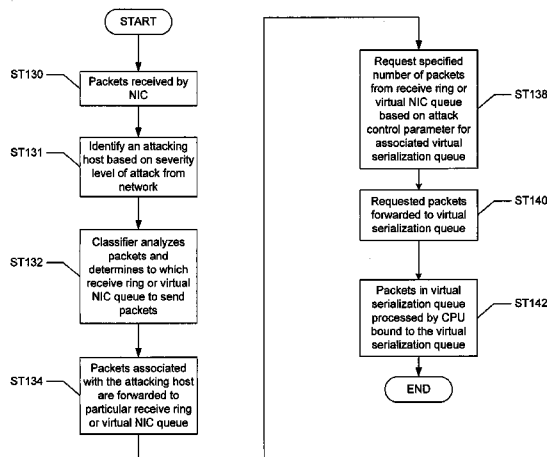 START
ST130
Packets received by
NIC
ST131
Identify an attacking
host based on severity
level of attack from
network
ST132
Classifier analyzes
packets and
determines to which
receive ring or virtual
NIC queue to send
packets
ST134
Packets associated
with the attacking host
are forwarded to
particular receive ring
or virtual NIC queue
Request specified
number of packets
from receive ring or
virtual NIC queue
based on attack
control parameter for
associated virtual
serialization queue
ST138
Requested packets
forwarded to virtual
serialization queue
ST140
Packets in virtual
serialization queue
processed by CPU
bound to the virtual
serialization queue
ST142
END